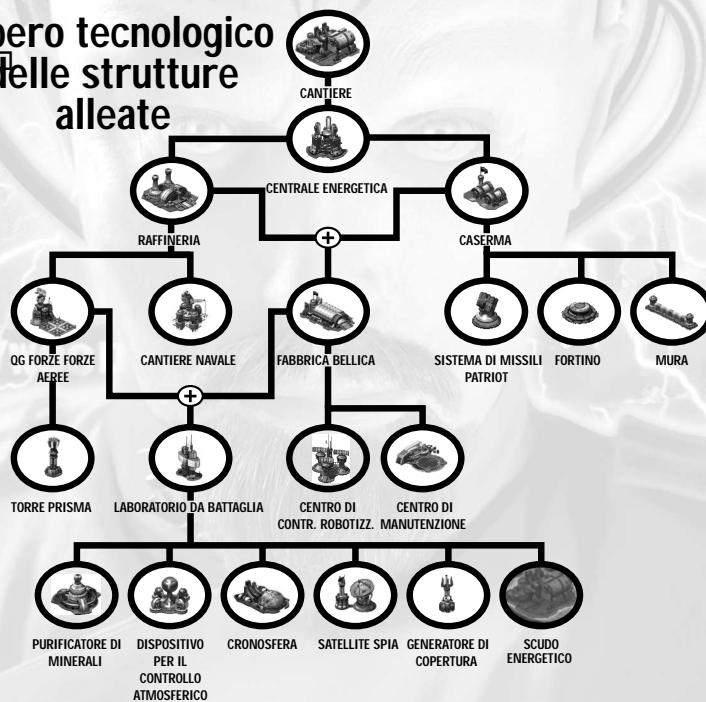 bero tecnologico
delle strutture
alleate
CANTIERE
CENTRALE ENERGETICA
RAFFINERIA
+
CASERMA
QG FORZE FORZE
AEREE
CANTIERE NAVALE
FABBRICA BELLICA
SISTEMA DI MISSILI
PATRIOT
FORTINO
MURA
+
TORRE PRISMA
LABORATORIO DA BATTAGLIA
CENTRO DI
CONTR. ROBOTIZZ.
CENTRO DI
MANUTENZIONE
PURIFICATORE DI
MINERALI
DISPOSITIVO
PER IL
CONTROLLO
ATMOSFERICO
CRONOSFERA
SATELLITE SPIA
GENERATORE DI
COPERTURA
SCUDO
ENERGETICO